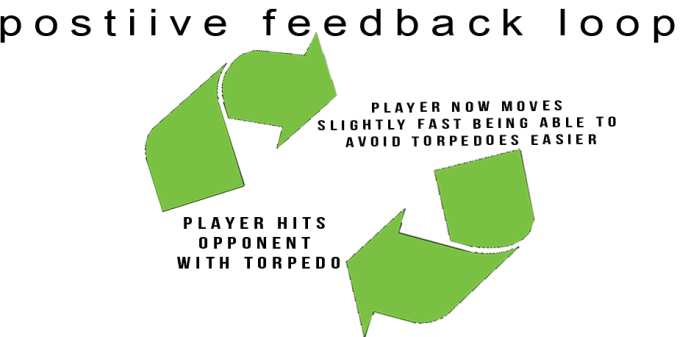 postiive feedback loop
PLAYER NOW MOVES
SLIGHTLY FAST BEING ABLE TO
AVOID TORPEDOES EASIER
PLAYER HITS
OPPONENT
WITH TORPEDO